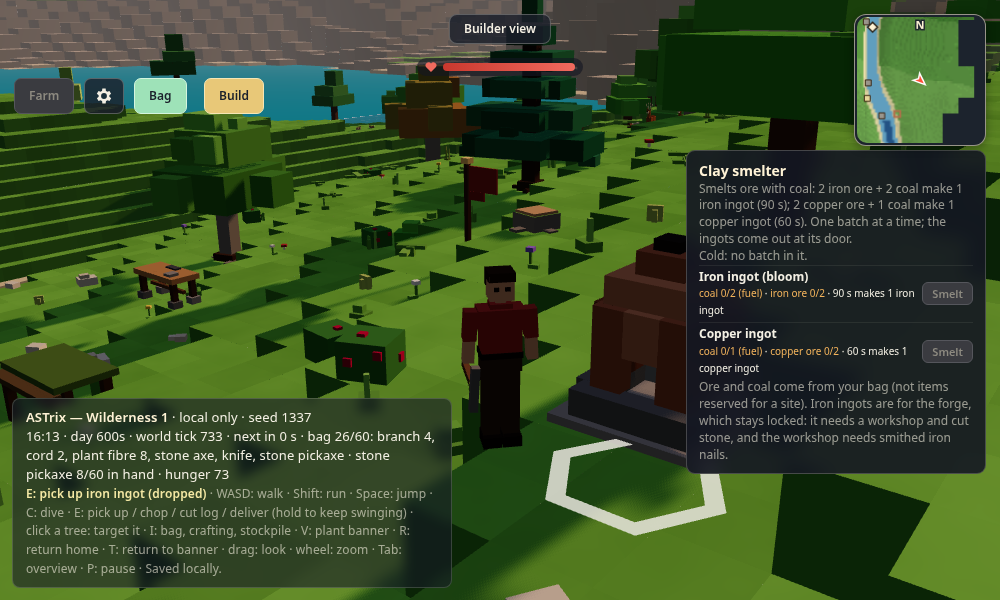 Builder view
N
Farm
Bag
Build
Clay smelter
Smelts ore with coal: 2 iron ore + 2 coal make 1
iron ingot (90 s); 2 copper ore + 1 coal make 1
copper ingot (60 s). One batch at a time; the
ingots come out at its door.
Cold: no batch in it.
Iron ingot (bloom)
coal 0/2 (fuel) · iron ore 0/2 · 90 s makes 1 iron
ingot
Smelt
Copper ingot
coal 0/1 (fuel) · copper ore 0/2 · 60 s makes 1
copper ingot
Smelt
Ore and coal come from your bag (not items
reserved for a site). Iron ingots are for the forge,
which stays locked: it needs a workshop and cut
stone, and the workshop needs smithed iron
nails.
ASTrix — Wilderness 1 · local only · seed 1337
16:13 · day 600s · world tick 733 · next in 0 s · bag 26/60: branch 4,
cord 2, plant fibre 8, stone axe, knife, stone pickaxe · stone
pickaxe 8/60 in hand · hunger 73
E: pick up iron ingot (dropped) · WASD: walk · Shift: run · Space: jump ·
C: dive · E: pick up / chop / cut log / deliver (hold to keep swinging) ·
click a tree: target it · I: bag, crafting, stockpile · V: plant banner · R:
return home · T: return to banner · drag: look · wheel: zoom · Tab:
overview · P: pause · Saved locally.